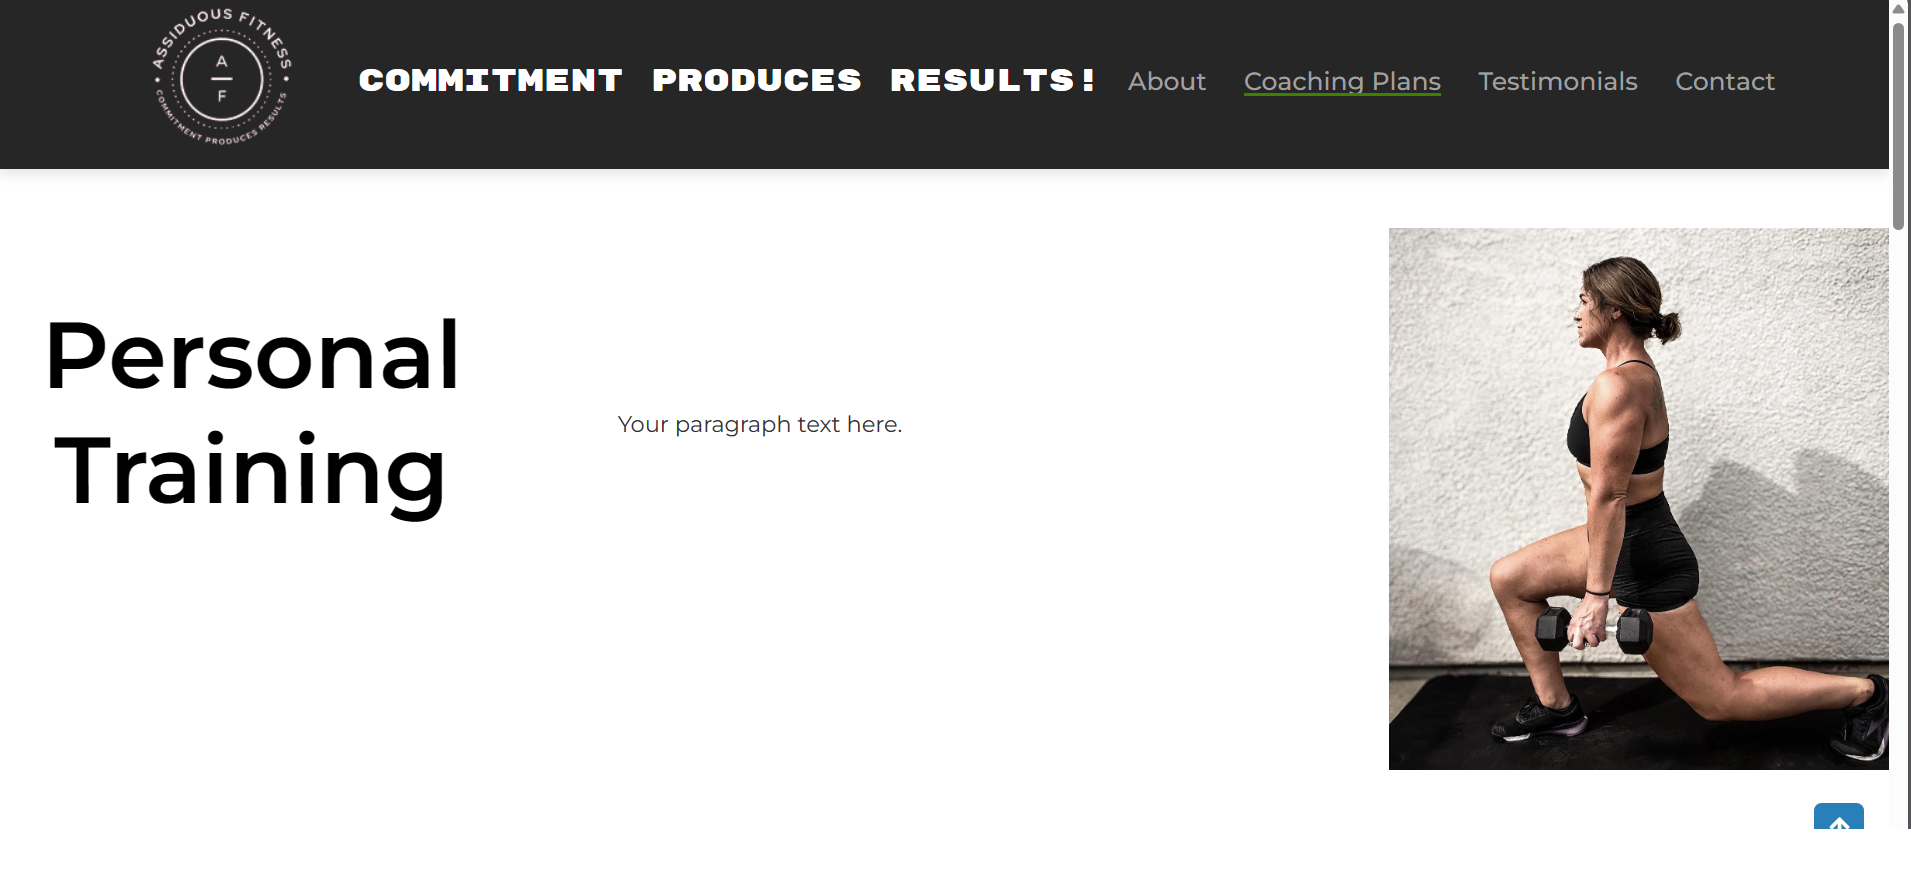 ASSIDUOUS FITNESS
A
F
COMMITMENT PRODUCES RESULTS
COMMITMENT PRODUCES RESULTS!
About
Coaching Plans
Testimonials
Contact
Personal
Training
Your paragraph text here.